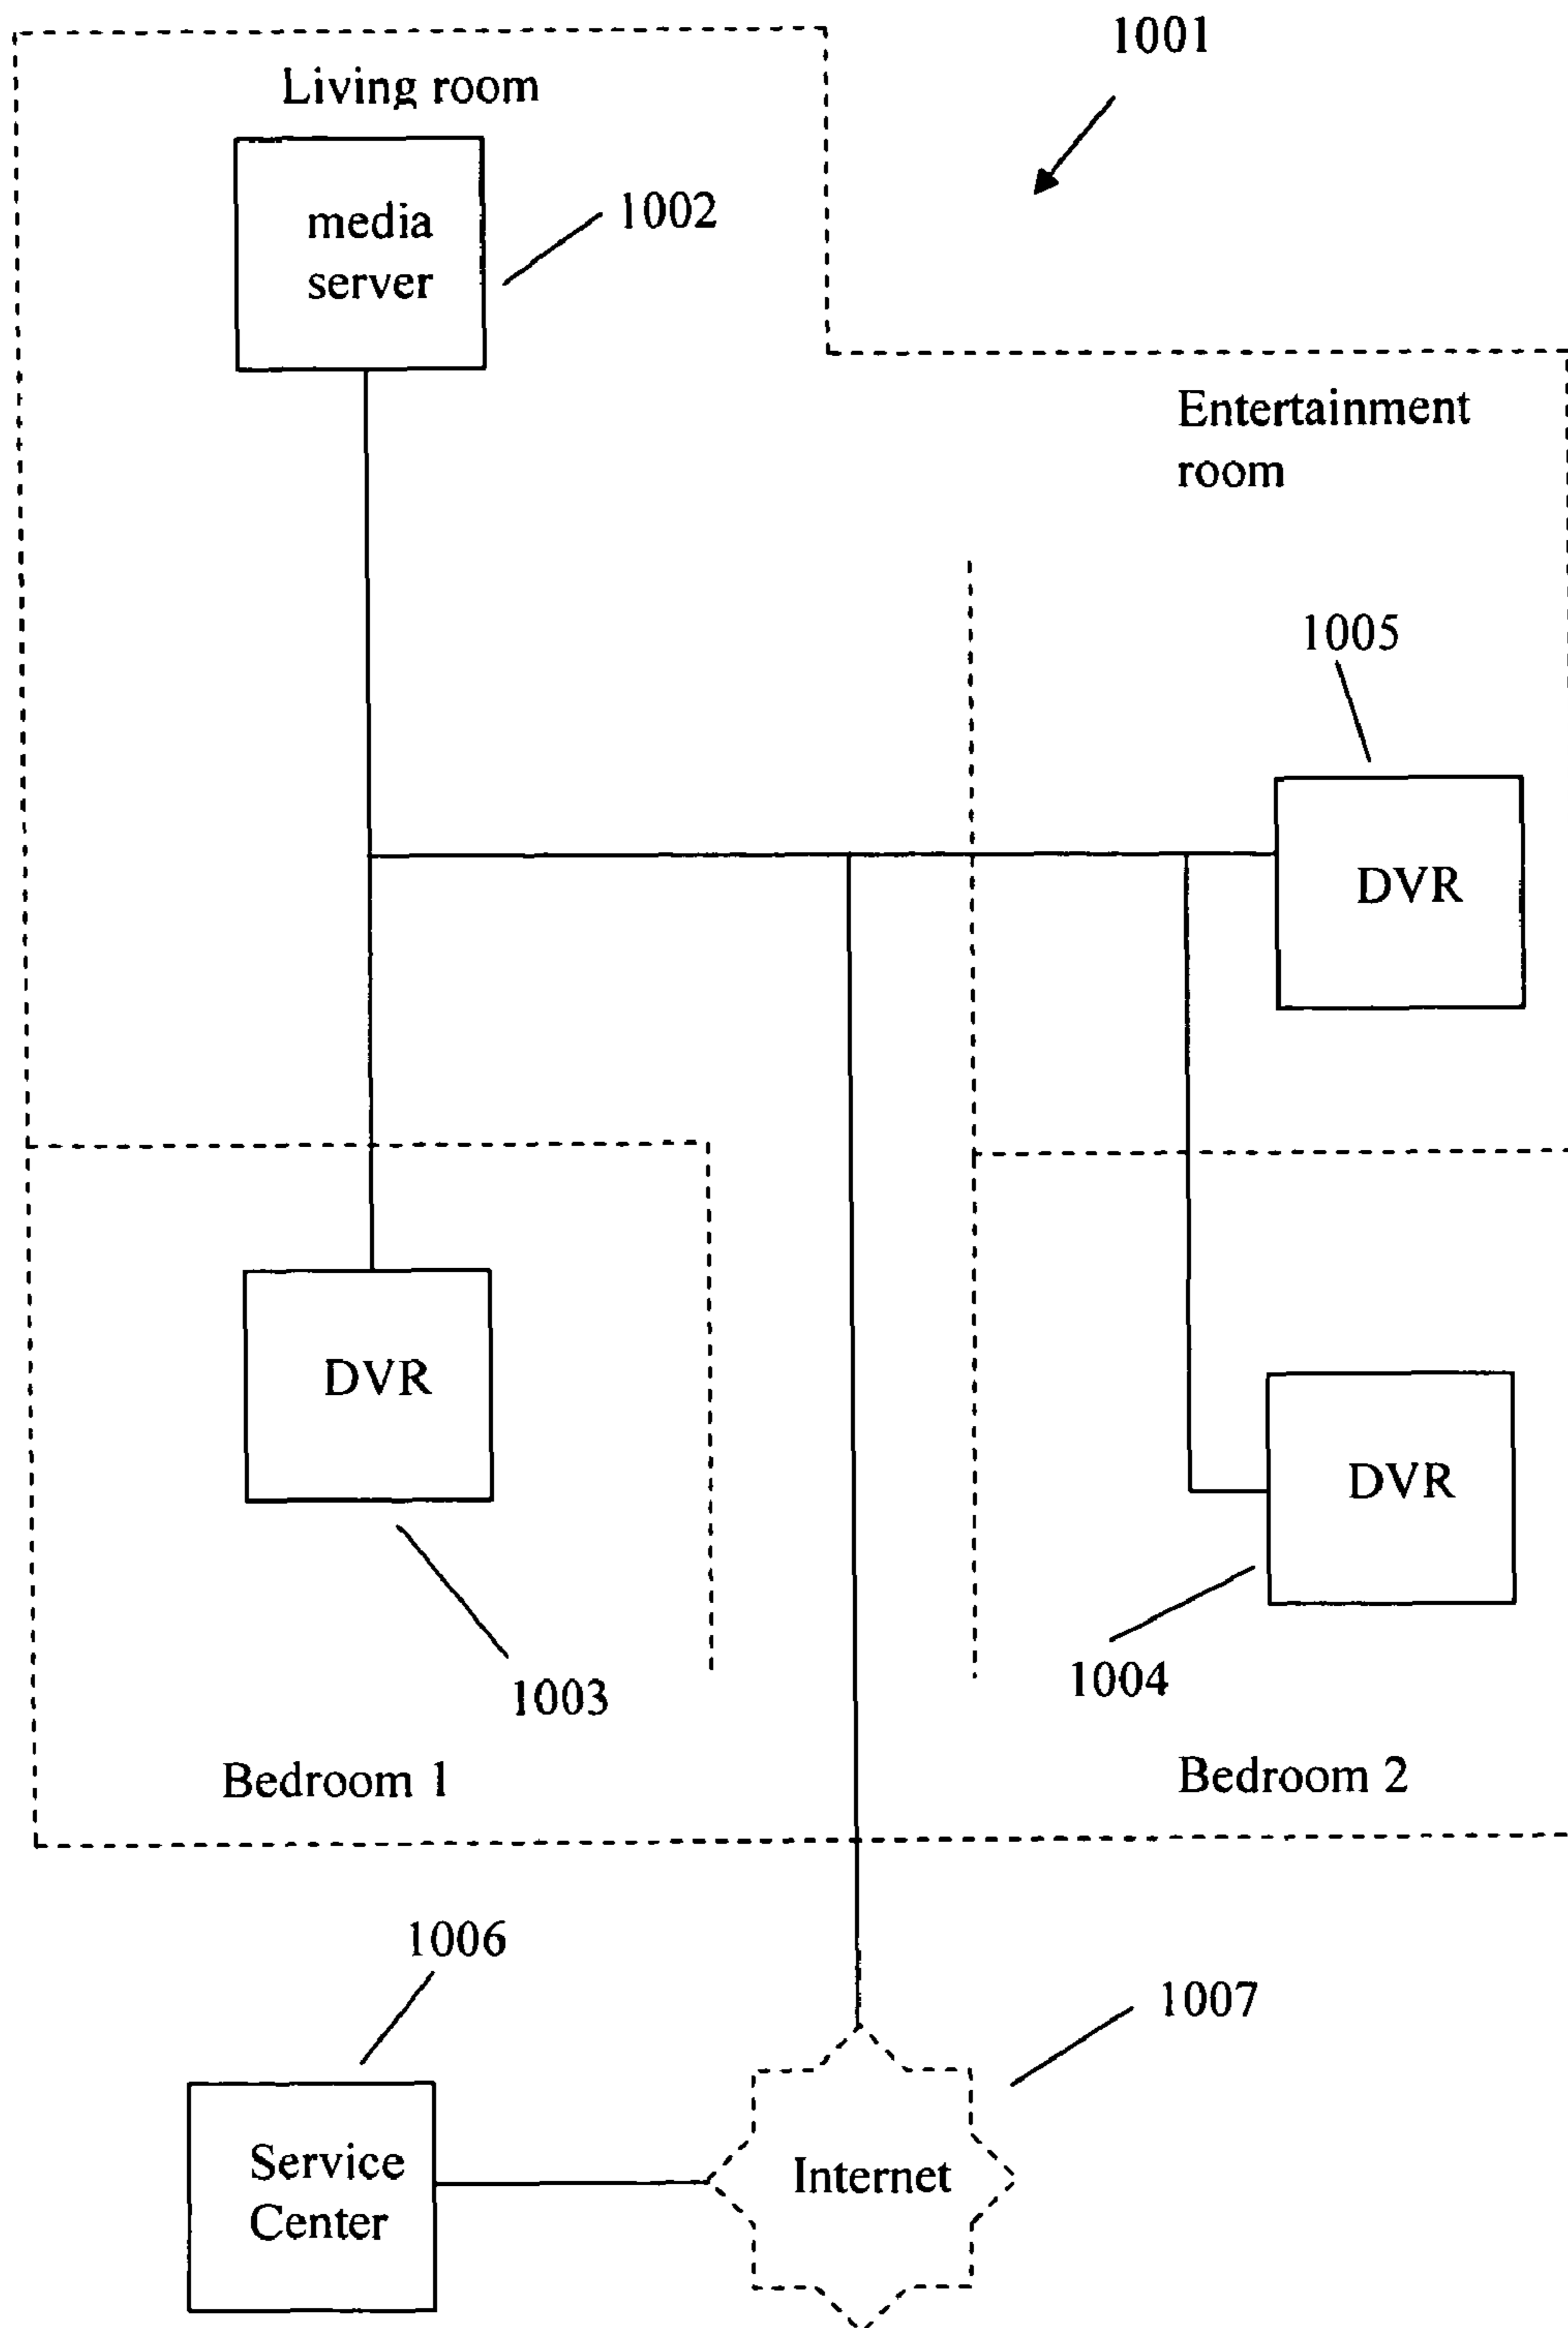 1001
Living room
media
server
1002
Entertainment
room
1005
DVR
DVR
DVR
1003
1004
Bedroom 1
Bedroom 2
1006
1007
Service
Center
Internet